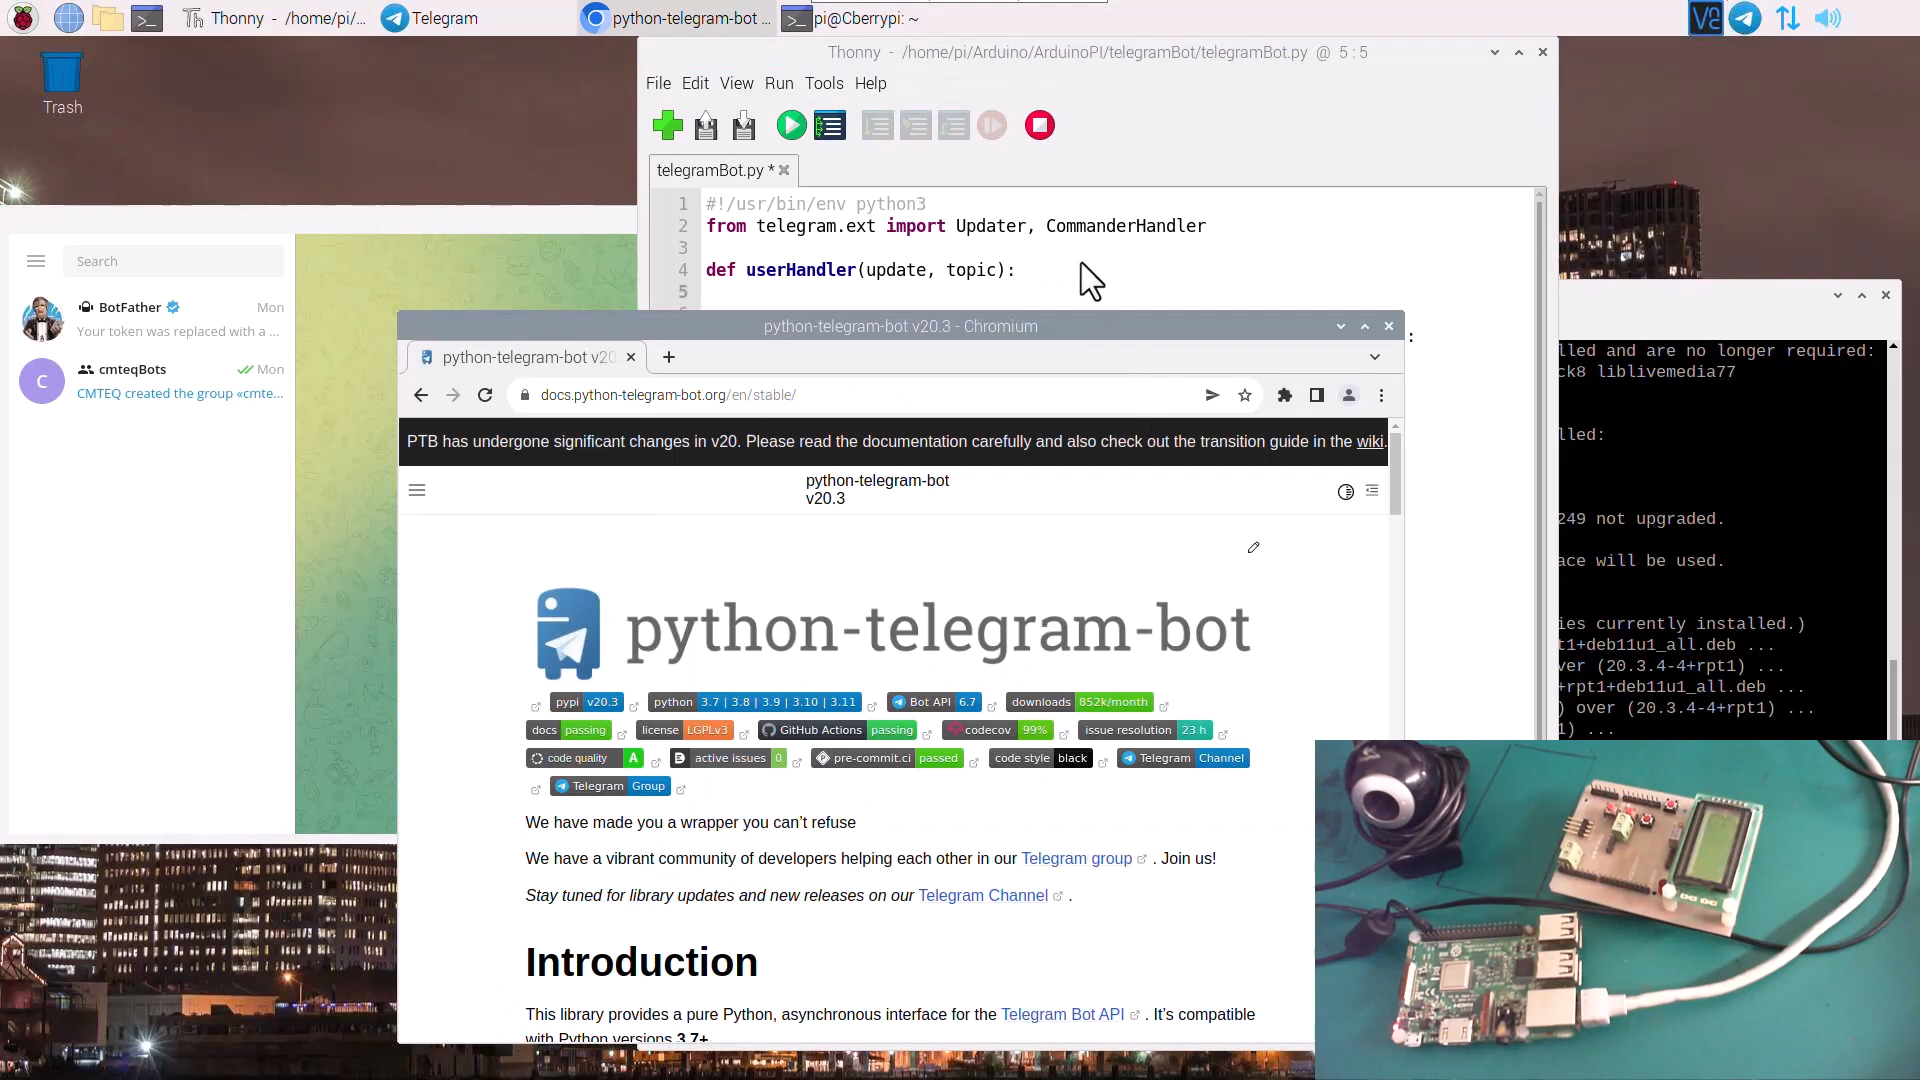 Thonny - /home/pi/...
Telegram
python-telegram-bot ...
pi@Cberrypi: ~
Trash
Thonny - /home/pi/Arduino/ArduinoPI/telegramBot/telegramBot.py @ 5 : 5
File Edit View Run Tools Help
telegramBot.py *
1 #!/usr/bin/env python3
2 from telegram.ext import Updater, CommanderHandler
3
4 def userHandler(update, topic):
5
Search
BotFather Mon
Your token was replaced with a ...
C
cmteqBots Mon
CMTEQ created the group «cmte...
python-telegram-bot v20.3 - Chromium
python-telegram-bot v20
docs.python-telegram-bot.org/en/stable/
PTB has undergone significant changes in v20. Please read the documentation carefully and also check out the transition guide in the wiki.
python-telegram-bot
v20.3
python-telegram-bot
pypi v20.3 python 3.7 | 3.8 | 3.9 | 3.10 | 3.11 Bot API 6.7 downloads 852k/month
docs passing license LGPLv3 GitHub Actions passing codecov 99% issue resolution 23 h
code quality A active issues 0 pre-commit.ci passed code style black Telegram Channel
Telegram Group
We have made you a wrapper you can’t refuse
We have a vibrant community of developers helping each other in our Telegram group . Join us!
Stay tuned for library updates and new releases on our Telegram Channel .
Introduction
This library provides a pure Python, asynchronous interface for the Telegram Bot API . It’s compatible
with Python versions 3.7+
:
lled and are no longer required:
ck8 liblivemedia77
lled:
249 not upgraded.
ace will be used.
ies currently installed.)
t1+deb11u1_all.deb ...
ver (20.3.4-4+rpt1) ...
+rpt1+deb11u1_all.deb ...
) over (20.3.4-4+rpt1) ...
1) ...